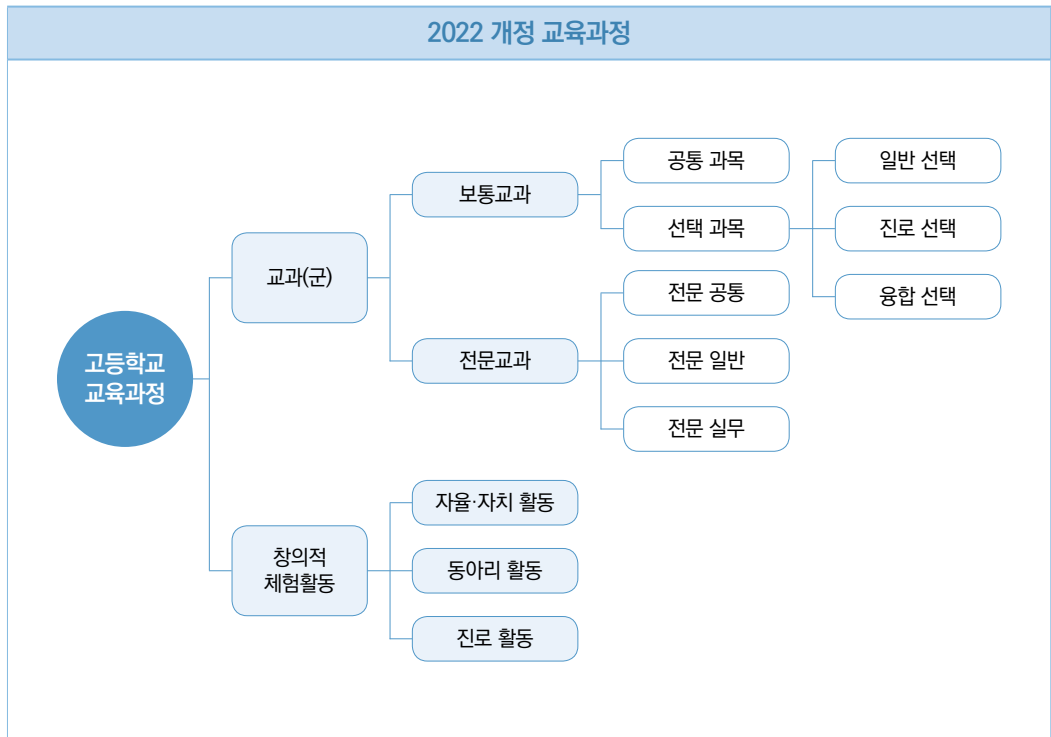 2022 개정 교육과정
고등학교
교육과정
교과(군)
보통교과
공통 과목
선택 과목
일반 선택
진로 선택
융합 선택
전문교과
전문 공통
전문 일반
전문 실무
창의적
체험활동
자율·자치 활동
동아리 활동
진로 활동